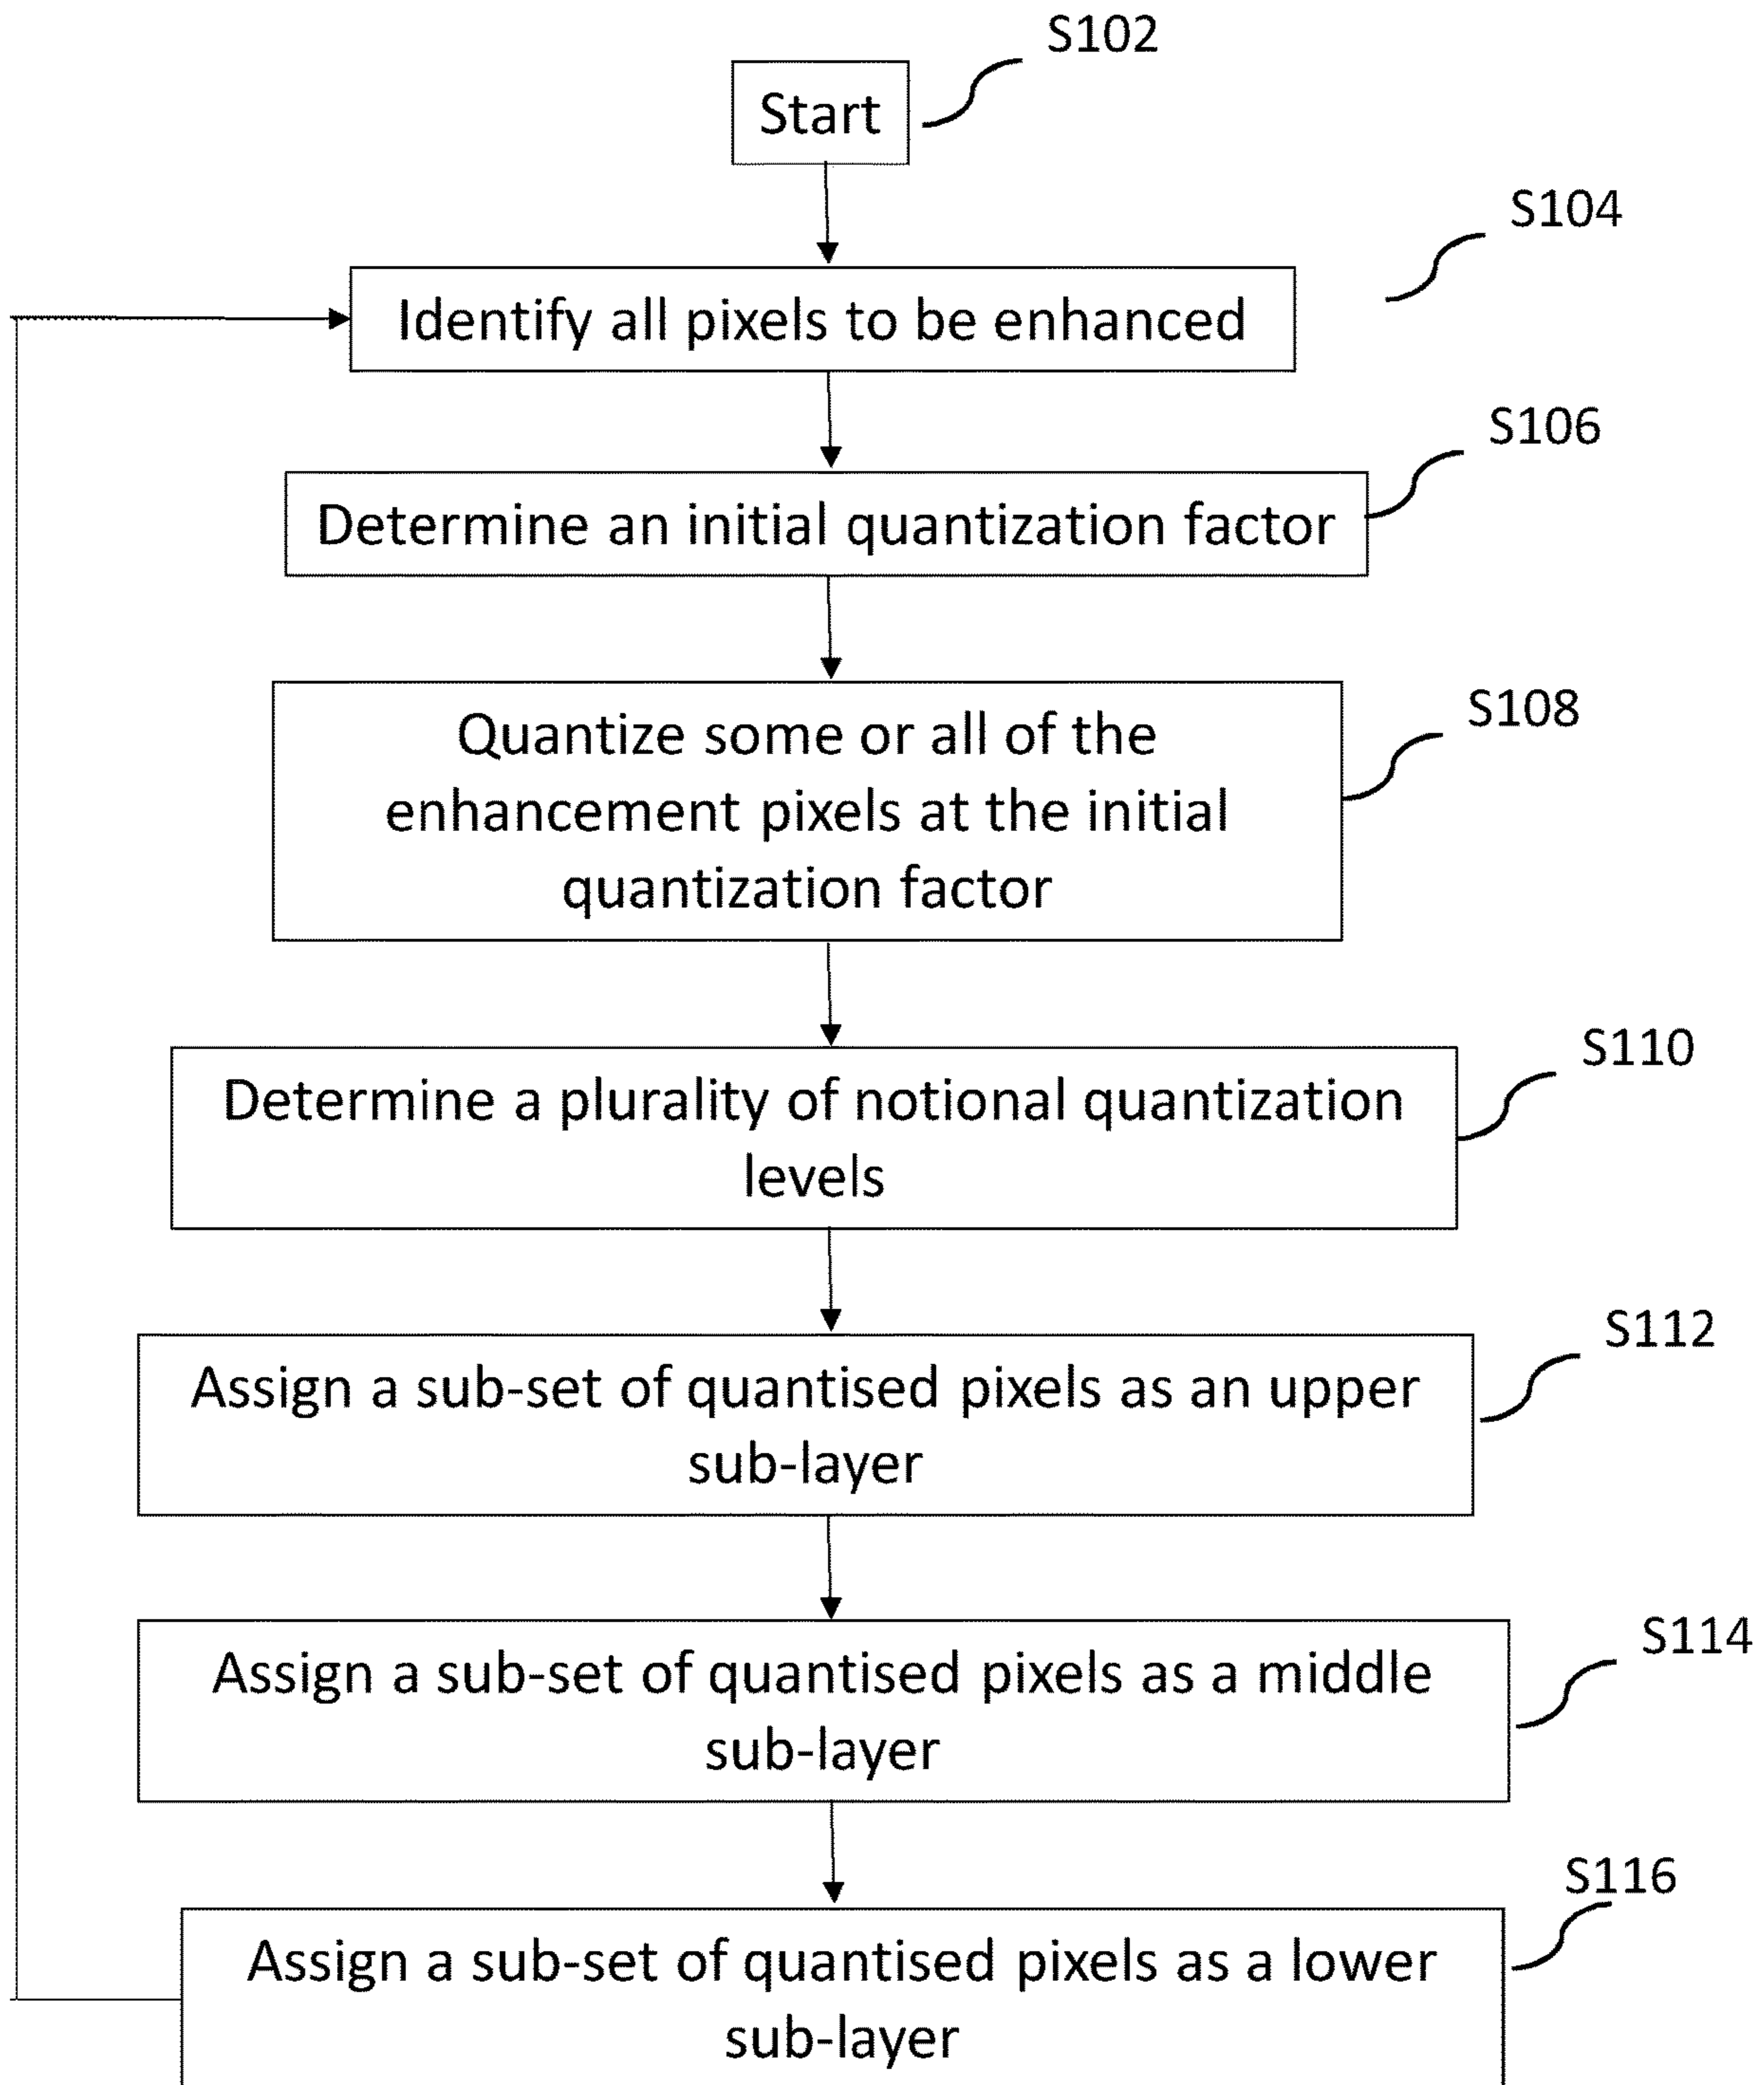 S102
Start
S104
Identify all pixels to be enhanced
S106
Determine an initial quantization factor
S108
Quantize some or all of the
enhancement pixels at the initial
quantization factor
S110
Determine a plurality of notional quantization
levels
S112
Assign a sub-set of quantised pixels as an upper
sub-layer
S114
Assign a sub-set of quantised pixels as a middle
sub-layer
S116
Assign a sub-set of quantised pixels as a lower
sub-layer